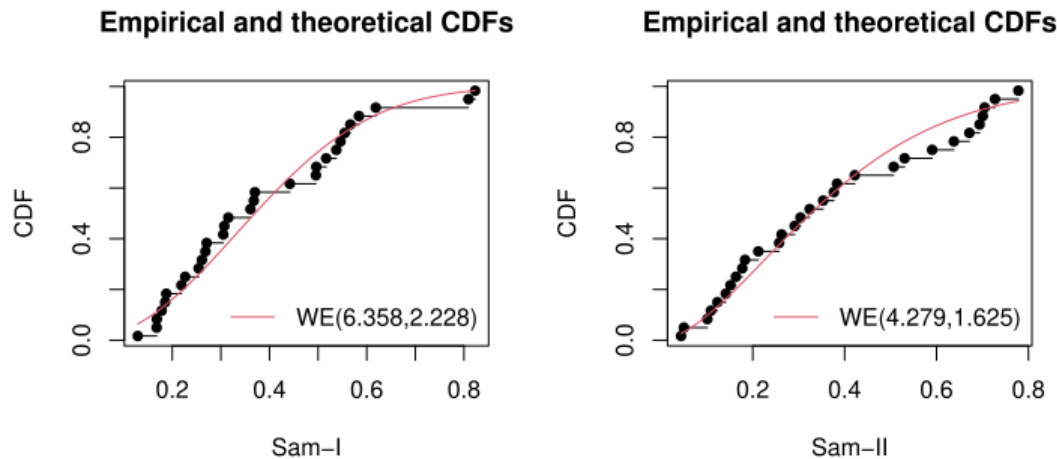 Empirical and theoretical CDFs
CDF
0.0 0.4 0.8
WE(6.358,2.228)
0.2 0.4 0.6 0.8
Sam−I
Empirical and theoretical CDFs
CDF
0.0 0.4 0.8
WE(4.279,1.625)
0.2 0.4 0.6 0.8
Sam−II